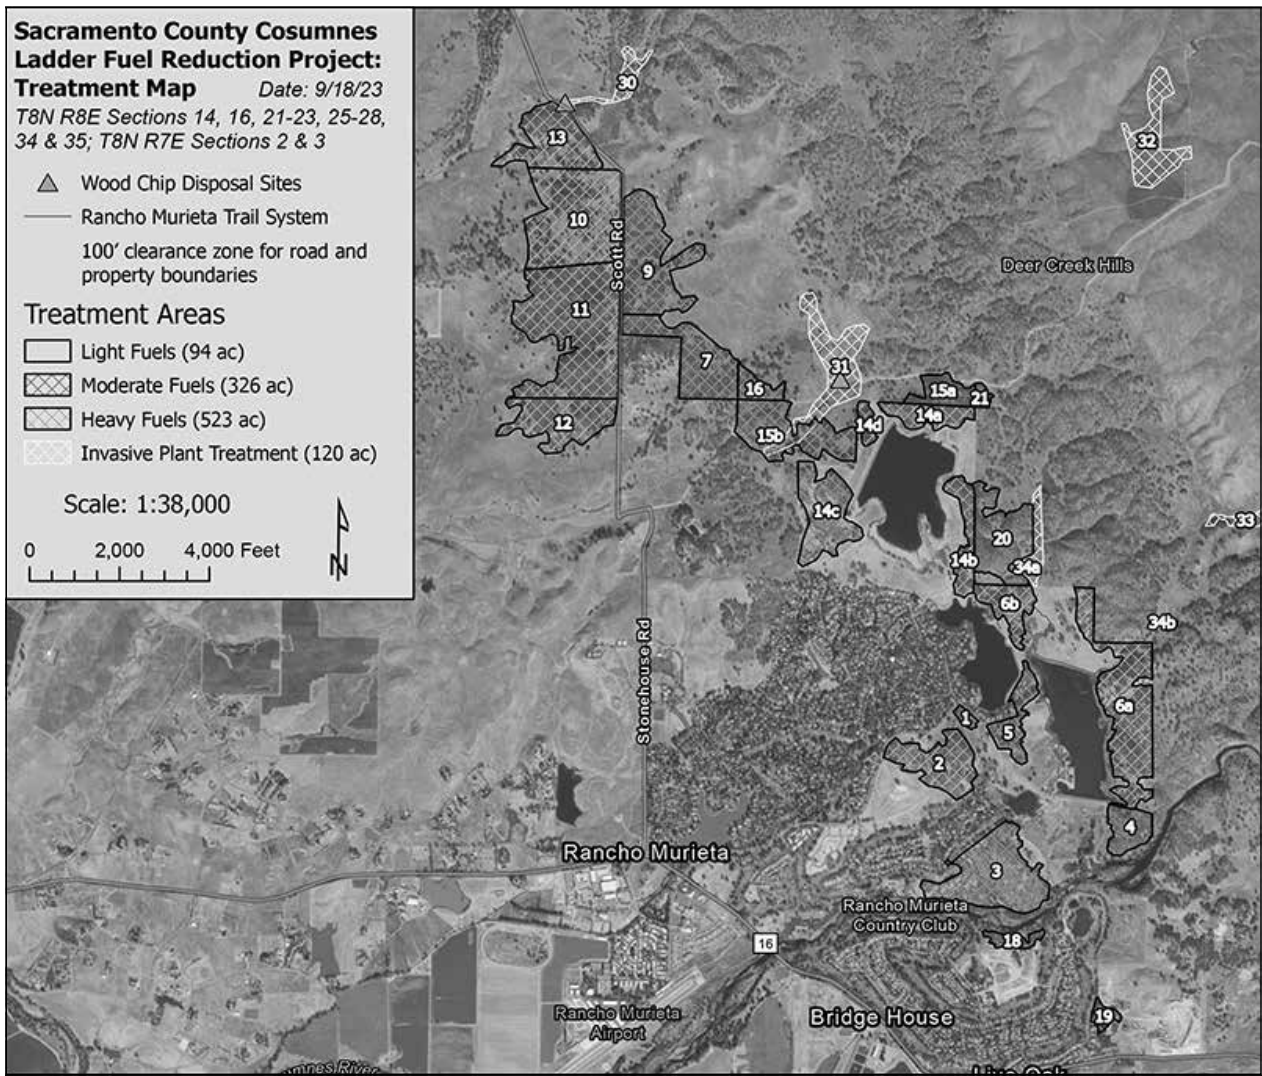 Sacramento County Cosumnes
Ladder Fuel Reduction Project:
Treatment Map Date: 9/18/23
T8N R8E Sections 14, 16, 21-23, 25-28,
34 & 35; T8N R7E Sections 2 & 3
Wood Chip Disposal Sites
Rancho Murieta Trail System
100’ clearance zone for road and
property boundaries
Treatment Areas
Light Fuels (94 ac)
Moderate Fuels (326 ac)
Heavy Fuels (523 ac)
Invasive Plant Treatment (120 ac)
Scale: 1:38,000
0 2,000 4,000 Feet
N
30
13
32
10
Scott Rd
9
Deer Creek Hills
11
7
31
16
15a
21
14a
12
15b
14d
14c
33
20
14b
34a
6b
34b
Stonehouse Rd
6a
1
5
2
4
Rancho Murieta
3
Rancho Murieta
Country Club
16
18
Rancho Murieta
Airport
Bridge House
19
umnes River
Live Oak